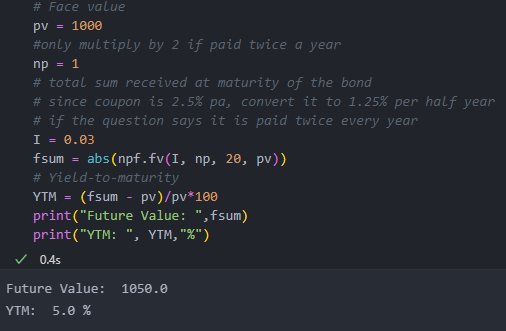 # Face value
pv = 1000
#only multiply by 2 if paid twice a year
np = 1
# total sum received at maturity of the bond
# since coupon is 2.5% pa, convert it to 1.25% per half year
# if the question says it is paid twice every year
I = 0.03
fsum = abs(npf.fv(I, np, 20, pv))
# Yield-to-maturity
YTM = (fsum - pv)/pv*100
print("Future Value: ",fsum)
print("YTM: ", YTM,"%")
✓ 0.4s
Future Value:  1050.0
YTM:  5.0 %